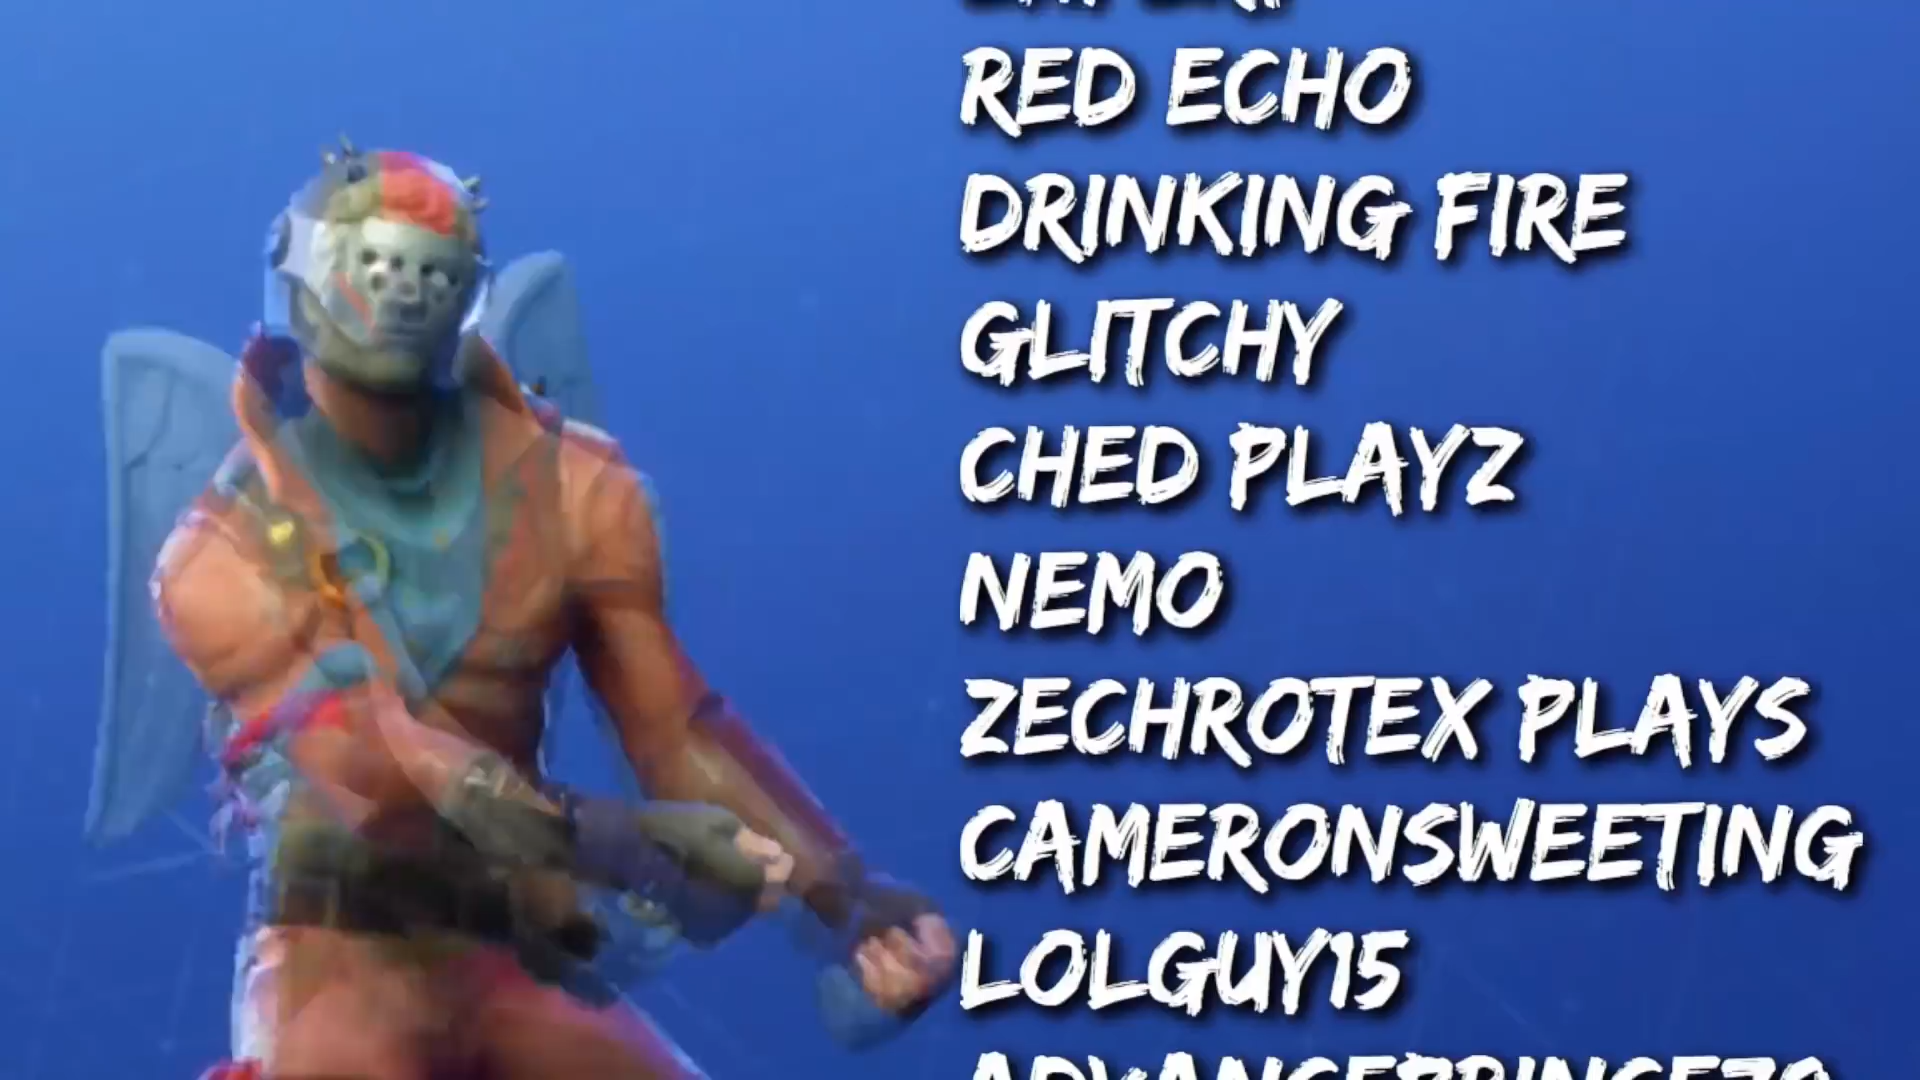 RED ECHO
DRINKING FIRE
GLITCHY
CHED PLAYZ
NEMO
ZECHROTEX PLAYS
CAMERONSWEETING
LOLGUY15